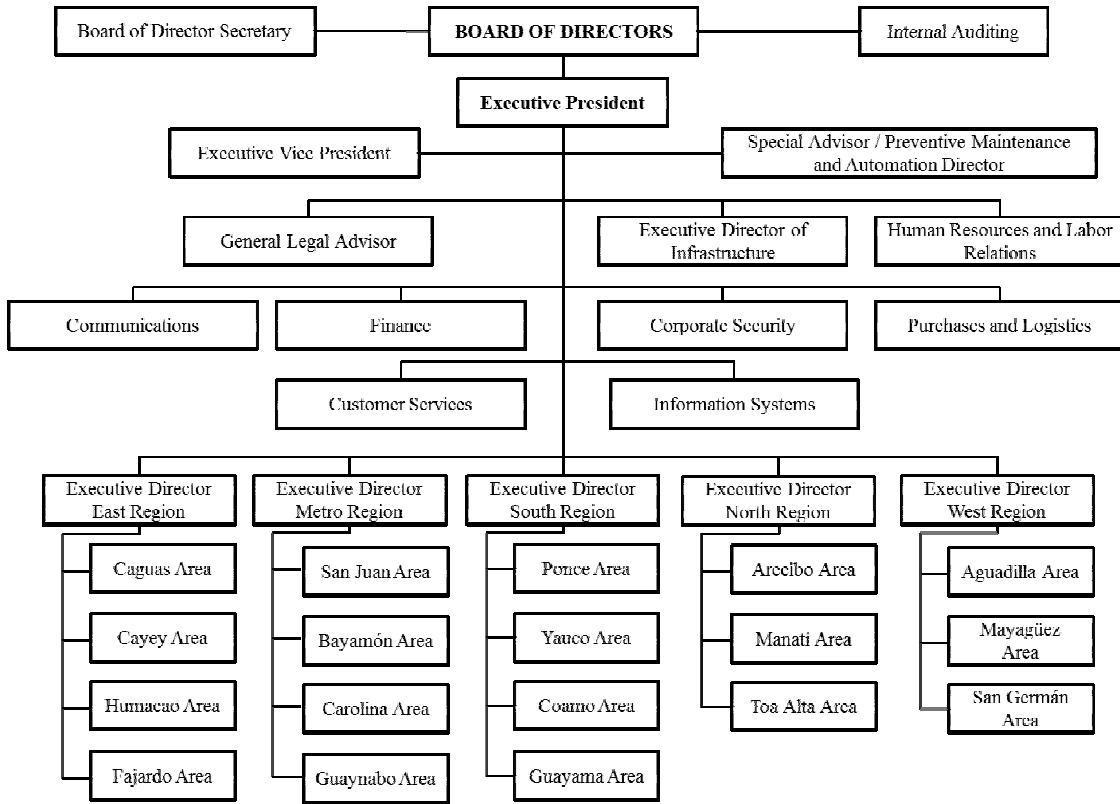 Board of Director Secretary
BOARD OF DIRECTORS
Internal Auditing
Executive President
Executive Vice President
Special Advisor / Preventive Maintenance
and Automation Director
General Legal Advisor
Executive Director of
Infrastructure
Human Resources and Labor
Relations
Communications
Finance
Corporate Security
Purchases and Logistics
Customer Services
Information Systems
Executive Director
East Region
Executive Director
Metro Region
Executive Director
South Region
Executive Director
North Region
Executive Director
West Region
Caguas Area
San Juan Area
Ponce Area
Arecibo Area
Aguadilla Area
Cayey Area
Bayamón Area
Yauco Area
Manatí Area
Mayagüez
Area
Humacao Area
Carolina Area
Coamo Area
Toa Alta Area
San Germán
Area
Fajardo Area
Guaynabo Area
Guayama Area